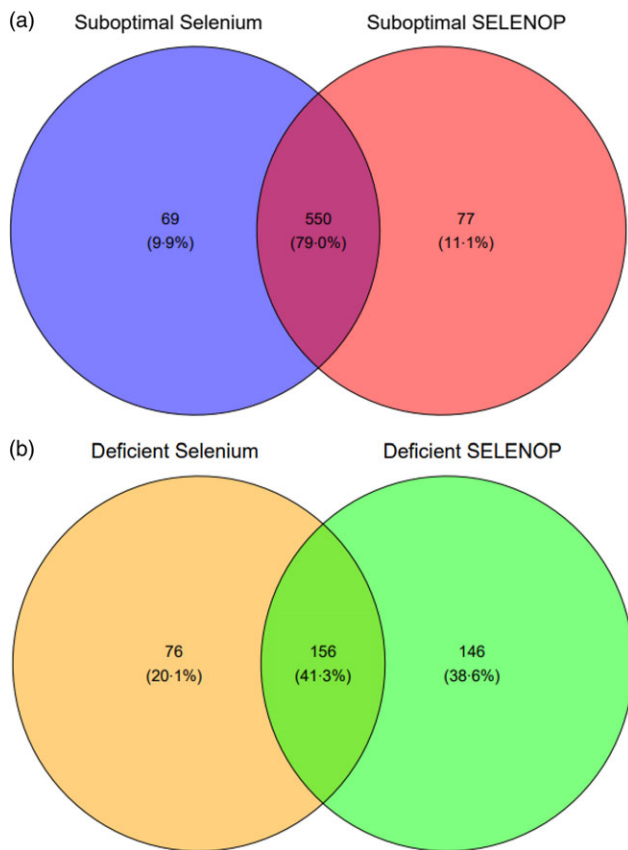 (a)
Suboptimal Selenium
Suboptimal SELENOP
69
(9·9%)
550
(79·0%)
77
(11·1%)
(b)
Deficient Selenium
Deficient SELENOP
76
(20·1%)
156
(41·3%)
146
(38·6%)